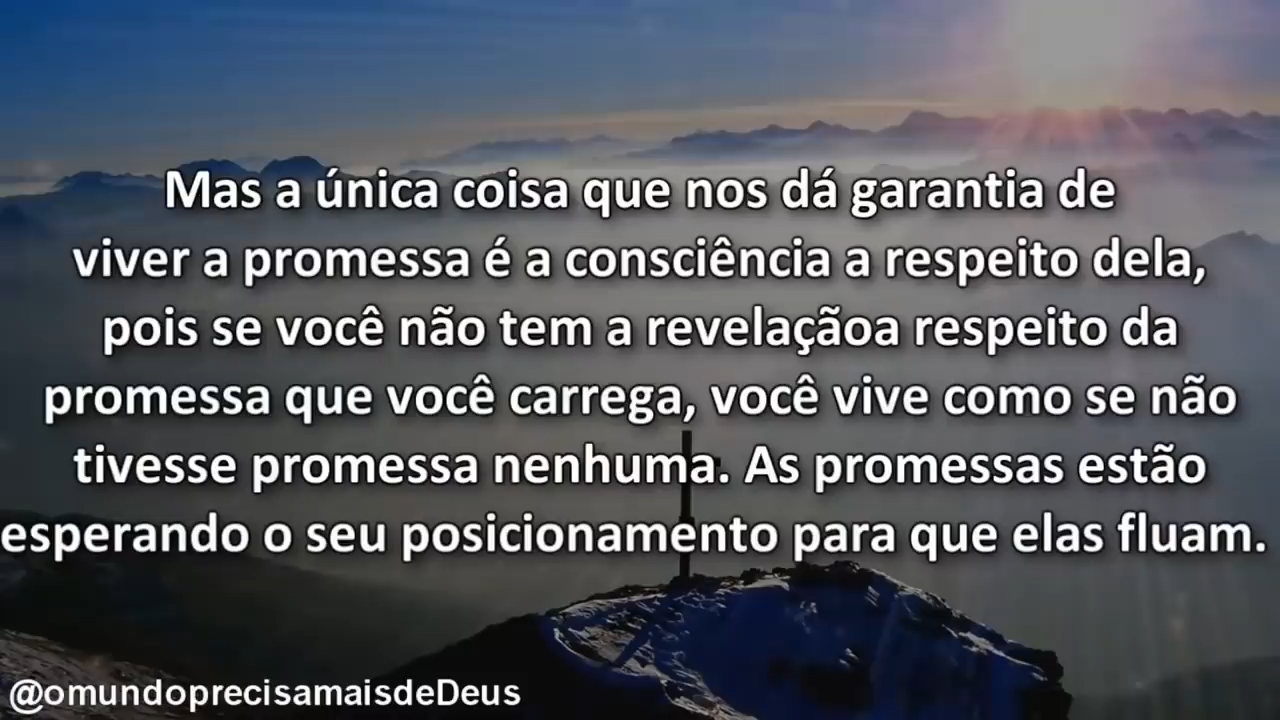 Mas a única coisa que nos dá garantia de
viver a promessa é a consciência a respeito dela,
pois se você não tem a revelaçãoa respeito da
promessa que você carrega, você vive como se não
tivesse promessa nenhuma. As promessas estão
esperando o seu posicionamento para que elas fluam.
@omundoprecisamaisdeDeus